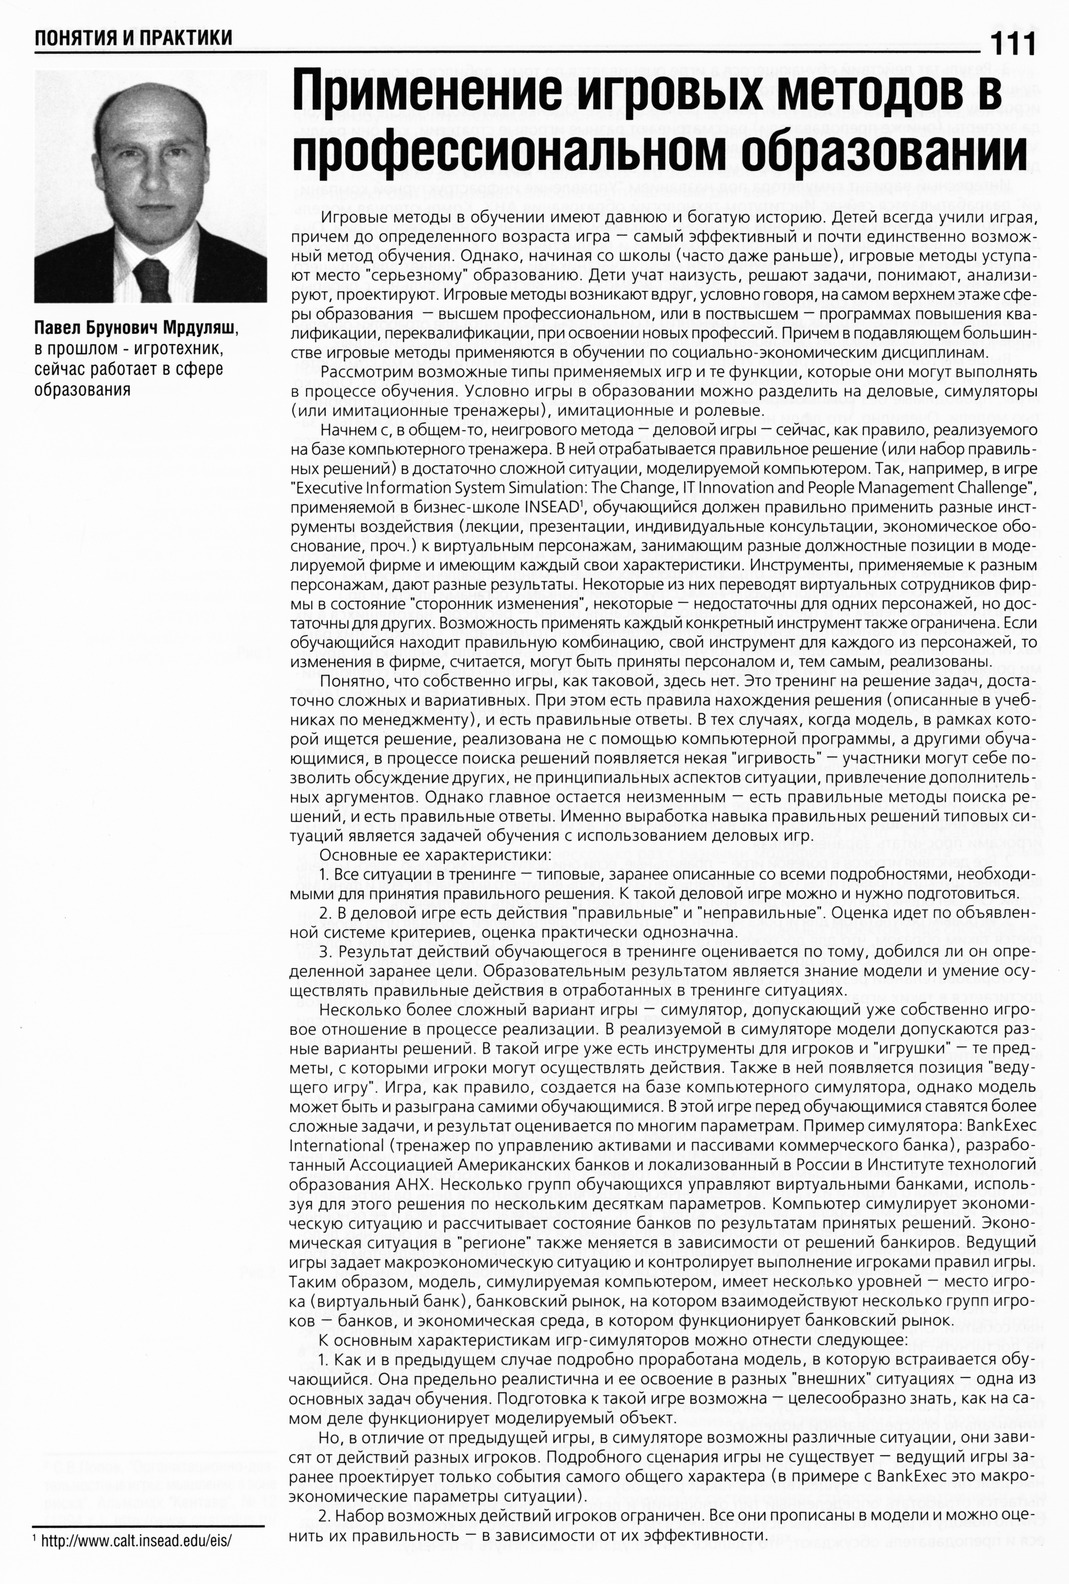 ПОНЯТИЯ И ПРАКТИКИ
111
Применение игровых методов в
профессиональном образовании
Павел Брунович Мрдуляш,
в прошлом - игротехник,
сейчас работает в сфере
образования
Игровые методы в обучении имеют давнюю и богатую историю. Детей всегда учили играя,
причем до определенного возраста игра — самый эффективный и почти единственно возмож-
ный метод обучения. Однако, начиная со школы (часто даже раньше), игровые методы уступа-
ют место "серьезному" образованию. Дети учат наизусть, решают задачи, понимают, анализи-
руют, проектируют. Игровые методы возникают вдруг, условно говоря, на самом верхнем этаже сфе-
ры образования — высшем профессиональном, или в поствысшем — программах повышения ква-
лификации, переквалификации, при освоении новых профессий. Причем в подавляющем большин-
стве игровые методы применяются в обучении по социально-экономическим дисциплинам.
Рассмотрим возможные типы применяемых игр и те функции, которые они могут выполнять
в процессе обучения. Условно игры в образовании можно разделить на деловые, симуляторы
(или имитационные тренажеры), имитационные и ролевые.
Начнем с, в общем-то, неигрового метода — деловой игры — сейчас, как правило, реализуемого
на базе компьютерного тренажера. В ней отрабатывается правильное решение (или набор правиль-
ных решений) в достаточно сложной ситуации, моделируемой компьютером. Так, например, в игре
"Executive Information System Simulation: The Change, IT Innovation and People Management Challenge",
применяемой в бизнес-школе INSEAD¹, обучающийся должен правильно применить разные инст-
рументы воздействия (лекции, презентации, индивидуальные консультации, экономическое обо-
снование, проч.) к виртуальным персонажам, занимающим разные должностные позиции в моде-
лируемой фирме и имеющим каждый свои характеристики. Инструменты, применяемые к разным
персонажам, дают разные результаты. Некоторые из них переводят виртуальных сотрудников фир-
мы в состояние "сторонник изменения", некоторые — недостаточны для одних персонажей, но дос-
таточны для других. Возможность применять каждый конкретный инструмент также ограничена. Если
обучающийся находит правильную комбинацию, свой инструмент для каждого из персонажей, то
изменения в фирме, считается, могут быть приняты персоналом и, тем самым, реализованы.
Понятно, что собственно игры, как таковой, здесь нет. Это тренинг на решение задач, доста-
точно сложных и вариативных. При этом есть правила нахождения решения (описанные в учеб-
никах по менеджменту), и есть правильные ответы. В тех случаях, когда модель, в рамках кото-
рой ищется решение, реализована не с помощью компьютерной программы, а другими обуча-
ющимися, в процессе поиска решений появляется некая "игривость" — участники могут себе по-
зволить обсуждение других, не принципиальных аспектов ситуации, привлечение дополнитель-
ных аргументов. Однако главное остается неизменным — есть правильные методы поиска ре-
шений, и есть правильные ответы. Именно выработка навыка правильных решений типовых си-
туаций является задачей обучения с использованием деловых игр.
Основные ее характеристики:
1. Все ситуации в тренинге — типовые, заранее описанные со всеми подробностями, необходи-
мыми для принятия правильного решения. К такой деловой игре можно и нужно подготовиться.
2. В деловой игре есть действия "правильные" и "неправильные". Оценка идет по объявлен-
ной системе критериев, оценка практически однозначна.
3. Результат действий обучающегося в тренинге оценивается по тому, добился ли он опре-
деленной заранее цели. Образовательным результатом является знание модели и умение осу-
ществлять правильные действия в отработанных в тренинге ситуациях.
Несколько более сложный вариант игры — симулятор, допускающий уже собственно игро-
вое отношение в процессе реализации. В реализуемой в симуляторе модели допускаются раз-
ные варианты решений. В такой игре уже есть инструменты для игроков и "игрушки" — те пред-
меты, с которыми игроки могут осуществлять действия. Также в ней появляется позиция "веду-
щего игру". Игра, как правило, создается на базе компьютерного симулятора, однако модель
может быть и разыграна самими обучающимися. В этой игре перед обучающимися ставятся более
сложные задачи, и результат оценивается по многим параметрам. Пример симулятора: BankExec
International (тренажер по управлению активами и пассивами коммерческого банка), разрабо-
танный Ассоциацией Американских банков и локализованный в России в Институте технологий
образования АНХ. Несколько групп обучающихся управляют виртуальными банками, исполь-
зуя для этого решения по нескольким десяткам параметров. Компьютер симулирует экономи-
ческую ситуацию и рассчитывает состояние банков по результатам принятых решений. Эконо-
мическая ситуация в "регионе" также меняется в зависимости от решений банкиров. Ведущий
игры задает макроэкономическую ситуацию и контролирует выполнение игроками правил игры.
Таким образом, модель, симулируемая компьютером, имеет несколько уровней — место игро-
ка (виртуальный банк), банковский рынок, на котором взаимодействуют несколько групп игро-
ков — банков, и экономическая среда, в котором функционирует банковский рынок.
К основным характеристикам игр-симуляторов можно отнести следующее:
1. Как и в предыдущем случае подробно проработана модель, в которую встраивается обу-
чающийся. Она предельно реалистична и ее освоение в разных "внешних" ситуациях — одна из
основных задач обучения. Подготовка к такой игре возможна — целесообразно знать, как на са-
мом деле функционирует моделируемый объект.
Но, в отличие от предыдущей игры, в симуляторе возможны различные ситуации, они зави-
сят от действий разных игроков. Подробного сценария игры не существует — ведущий игры за-
ранее проектирует только события самого общего характера (в примере с BankExec это макро-
экономические параметры ситуации).
2. Набор возможных действий игроков ограничен. Все они прописаны в модели и можно оце-
нить их правильность — в зависимости от их эффективности.
¹ http://www.calt.insead.edu/eis/